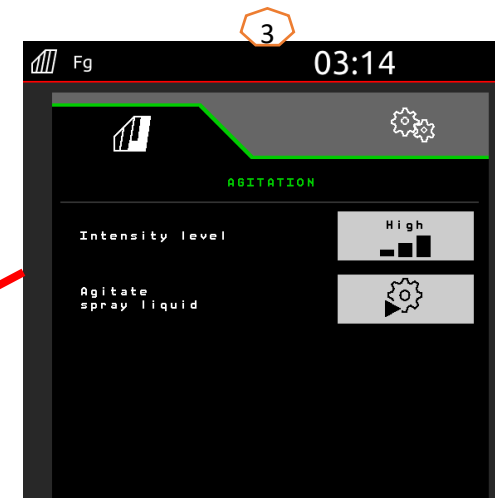 3
Fg 03:14
AGITATION
Intensity level
High
Agitate
spray liquid